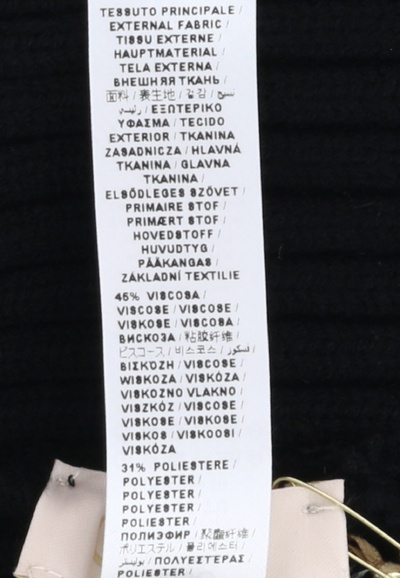 TESSUTO PRINCIPALE /
EXTERNAL FABRIC /
TISSU EXTERNE /
HAUPTMATERIAL /
TELA EXTERNA /
ВНЕШНЯЯ ТКАНЬ /
面料 / 表生地 / 겉감 / نسيج
رئيسي / ΕΞΩΤΕΡΙΚΟ
ΥΦΑΣΜΑ / TECIDO
EXTERIOR / TKANINA
ZASADNICZA / HLAVNÁ
TKANINA / GLAVNA
TKANINA /
ELSŐDLEGES SZÖVET /
PRIMAIRE STOF /
PRIMÆRT STOF /
HOVEDSTOFF /
HUVUDTYG /
PÄÄKANGAS /
ZÁKLADNÍ TEXTILIE
45% VISCOSA /
VISCOSE / VISCOSE /
VISKOSE / VISCOSA /
ВИСКОЗА / 粘胶纤维 /
ビスコース / 비스코스 / فسكوز /
ΒΙΣΚΟΖΗ / VISCOSE /
WISKOZA / VISKÓZA /
VISKOZNO VLAKNO /
VISZKÓZ / VISCOSE /
VISKOSE / VISKOSE /
VISKOS / VISKOOSI /
VISKÓZA
31% POLIESTERE /
POLYESTER /
POLYESTER /
POLYESTER /
POLIESTER /
ПОЛИЭФИР / 聚酯纤维 /
ポリエステル / 폴리에스터 /
بوليستر / ΠΟΛΥΕΣΤΕΡΑΣ
POLIÉSTER /